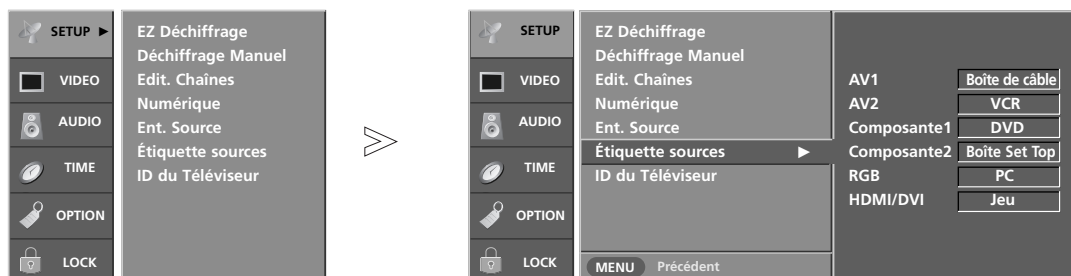 SETUP ►
VIDEO
AUDIO
TIME
OPTION
LOCK
EZ Déchiffrage
Déchiffrage Manuel
Edit. Chaînes
Numérique
Ent. Source
Étiquette sources
ID du Téléviseur
SETUP
VIDEO
AUDIO
TIME
OPTION
LOCK
EZ Déchiffrage
Déchiffrage Manuel
Edit. Chaînes
Numérique
Ent. Source
Étiquette sources ►
ID du Téléviseur
MENU Précédent
AV1 Boîte de câble
AV2 VCR
Composante1 DVD
Composante2 Boîte Set Top
RGB PC
HDMI/DVI Jeu